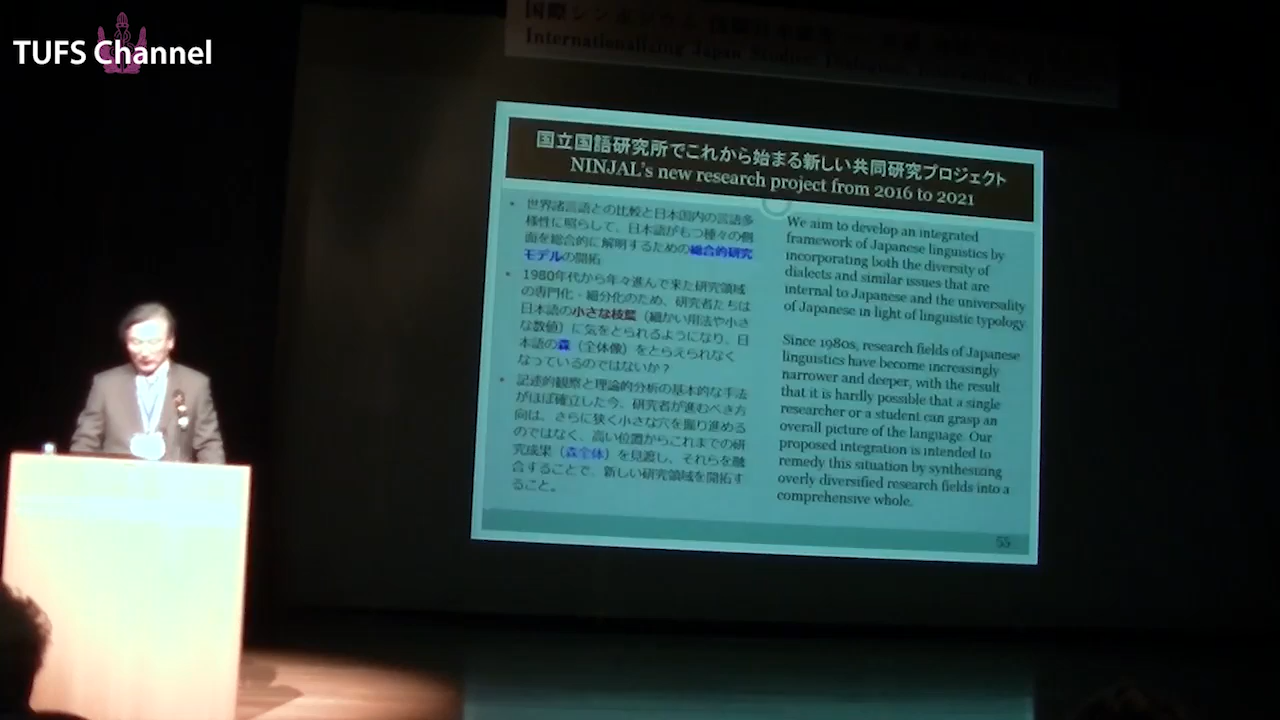 TUFS Channel
Internationalizing Japan Studies
国立国語研究所でこれから始まる新しい共同研究プロジェクト
NINJAL's new research project from 2016 to 2021
• 世界諸言語との比較と日本国内の言語多
様性に照らして、日本語がもつ種々の側
面を総合的に解明するための総合的研究
モデルの開拓
• 1980年代から年々進んで来た研究領域
の専門化・細分化のため、研究者たちは
日本語の小さな枝葉（細かい用法や小さ
な数値）に気をとられるようになり、日
本語の森（全体像）をとらえられなく
なっているのではないか？
• 記述的観察と理論的分析の基本的な手法
がほぼ確立した今、研究者が進むべき方
向は、さらに狭く小さな穴を掘り進める
のではなく、高い位置からこれまでの研
究成果（森全体）を見渡し、それらを融
合することで、新しい研究領域を開拓す
ること。
We aim to develop an integrated
framework of Japanese linguistics by
incorporating both the diversity of
dialects and similar issues that are
internal to Japanese and the universality
of Japanese in light of linguistic typology.
Since 1980s, research fields of Japanese
linguistics have become increasingly
narrower and deeper, with the result
that it is hardly possible that a single
researcher or a student can grasp an
overall picture of the language. Our
proposed integration is intended to
remedy this situation by synthesizing
overly diversified research fields into a
comprehensive whole.
55